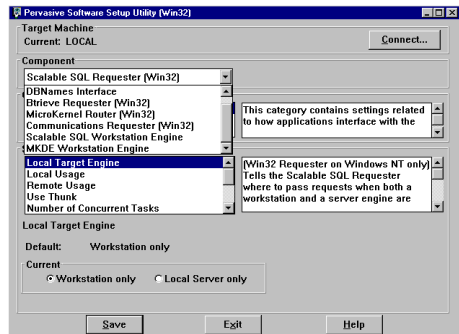 Pervasive Software Setup Utility (Win32)
Target Machine
Current: LOCAL
Connect...
Component
Scalable SQL Requester (Win32)
DBNames Interface
Btrieve Requester (Win32)
MicroKernel Router (Win32)
Communications Requester (Win32)
Scalable SQL Workstation Engine
MKDE Workstation Engine
This category contains settings related
to how applications interface with the
Local Target Engine
Local Usage
Remote Usage
Use Thunk
Number of Concurrent Tasks
(Win32 Requester on Windows NT only)
Tells the Scalable SQL Requester
where to pass requests when both a
workstation and a server engine are
Local Target Engine
Default: Workstation only
Current
Workstation only Local Server only
Save Exit Help